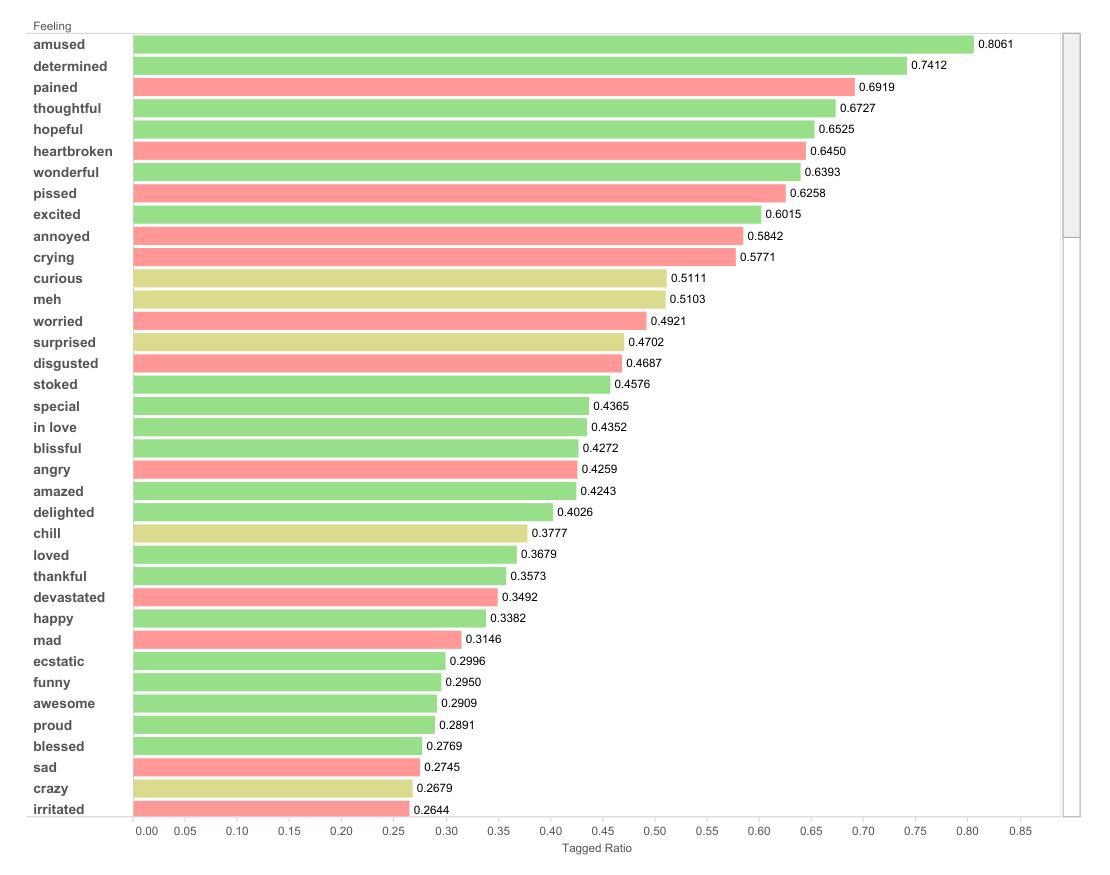 Feeling
amused 0.8061
determined 0.7412
pained 0.6919
thoughtful 0.6727
hopeful 0.6525
heartbroken 0.6450
wonderful 0.6393
pissed 0.6258
excited 0.6015
annoyed 0.5842
crying 0.5771
curious 0.5111
meh 0.5103
worried 0.4921
surprised 0.4702
disgusted 0.4687
stoked 0.4576
special 0.4365
in love 0.4352
blissful 0.4272
angry 0.4259
amazed 0.4243
delighted 0.4026
chill 0.3777
loved 0.3679
thankful 0.3573
devastated 0.3492
happy 0.3382
mad 0.3146
ecstatic 0.2996
funny 0.2950
awesome 0.2909
proud 0.2891
blessed 0.2769
sad 0.2745
crazy 0.2679
irritated 0.2644
0.00 0.05 0.10 0.15 0.20 0.25 0.30 0.35 0.40 0.45 0.50 0.55 0.60 0.65 0.70 0.75 0.80 0.85
Tagged Ratio